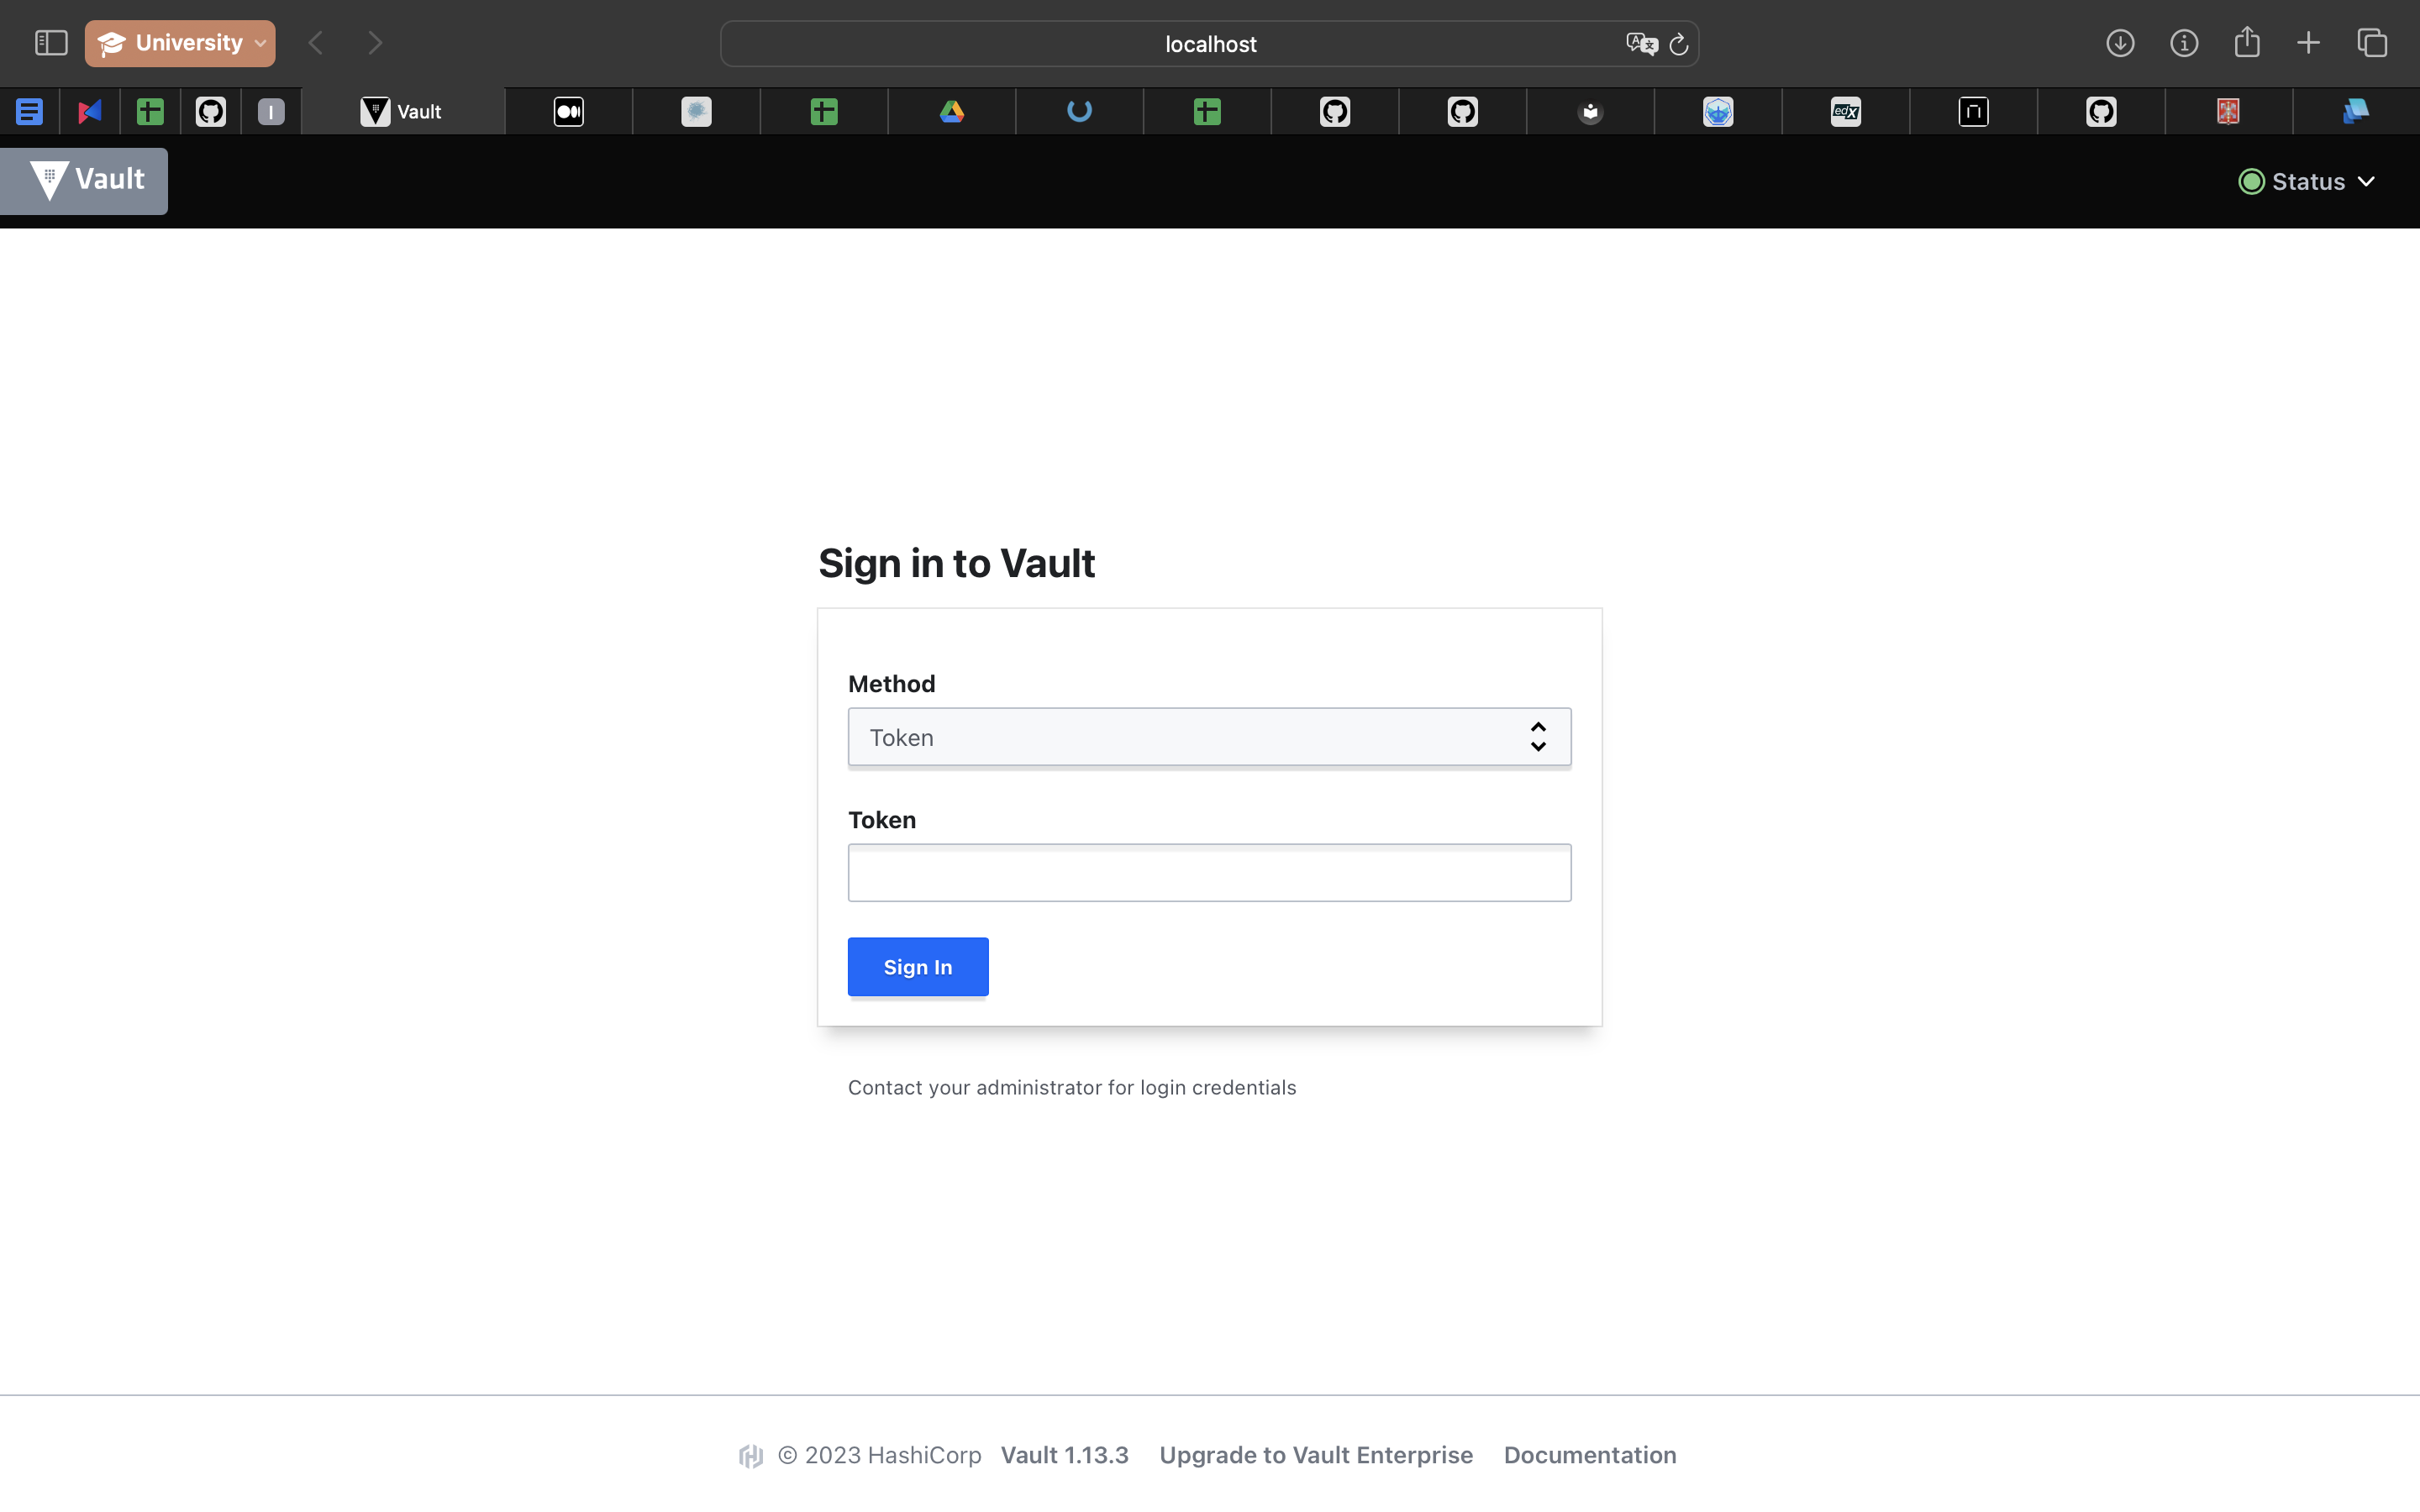 University
localhost
Vault
edX
Vault
Status
Sign in to Vault
Method
Token
Token
Sign In
Contact your administrator for login credentials
© 2023 HashiCorp Vault 1.13.3 Upgrade to Vault Enterprise Documentation